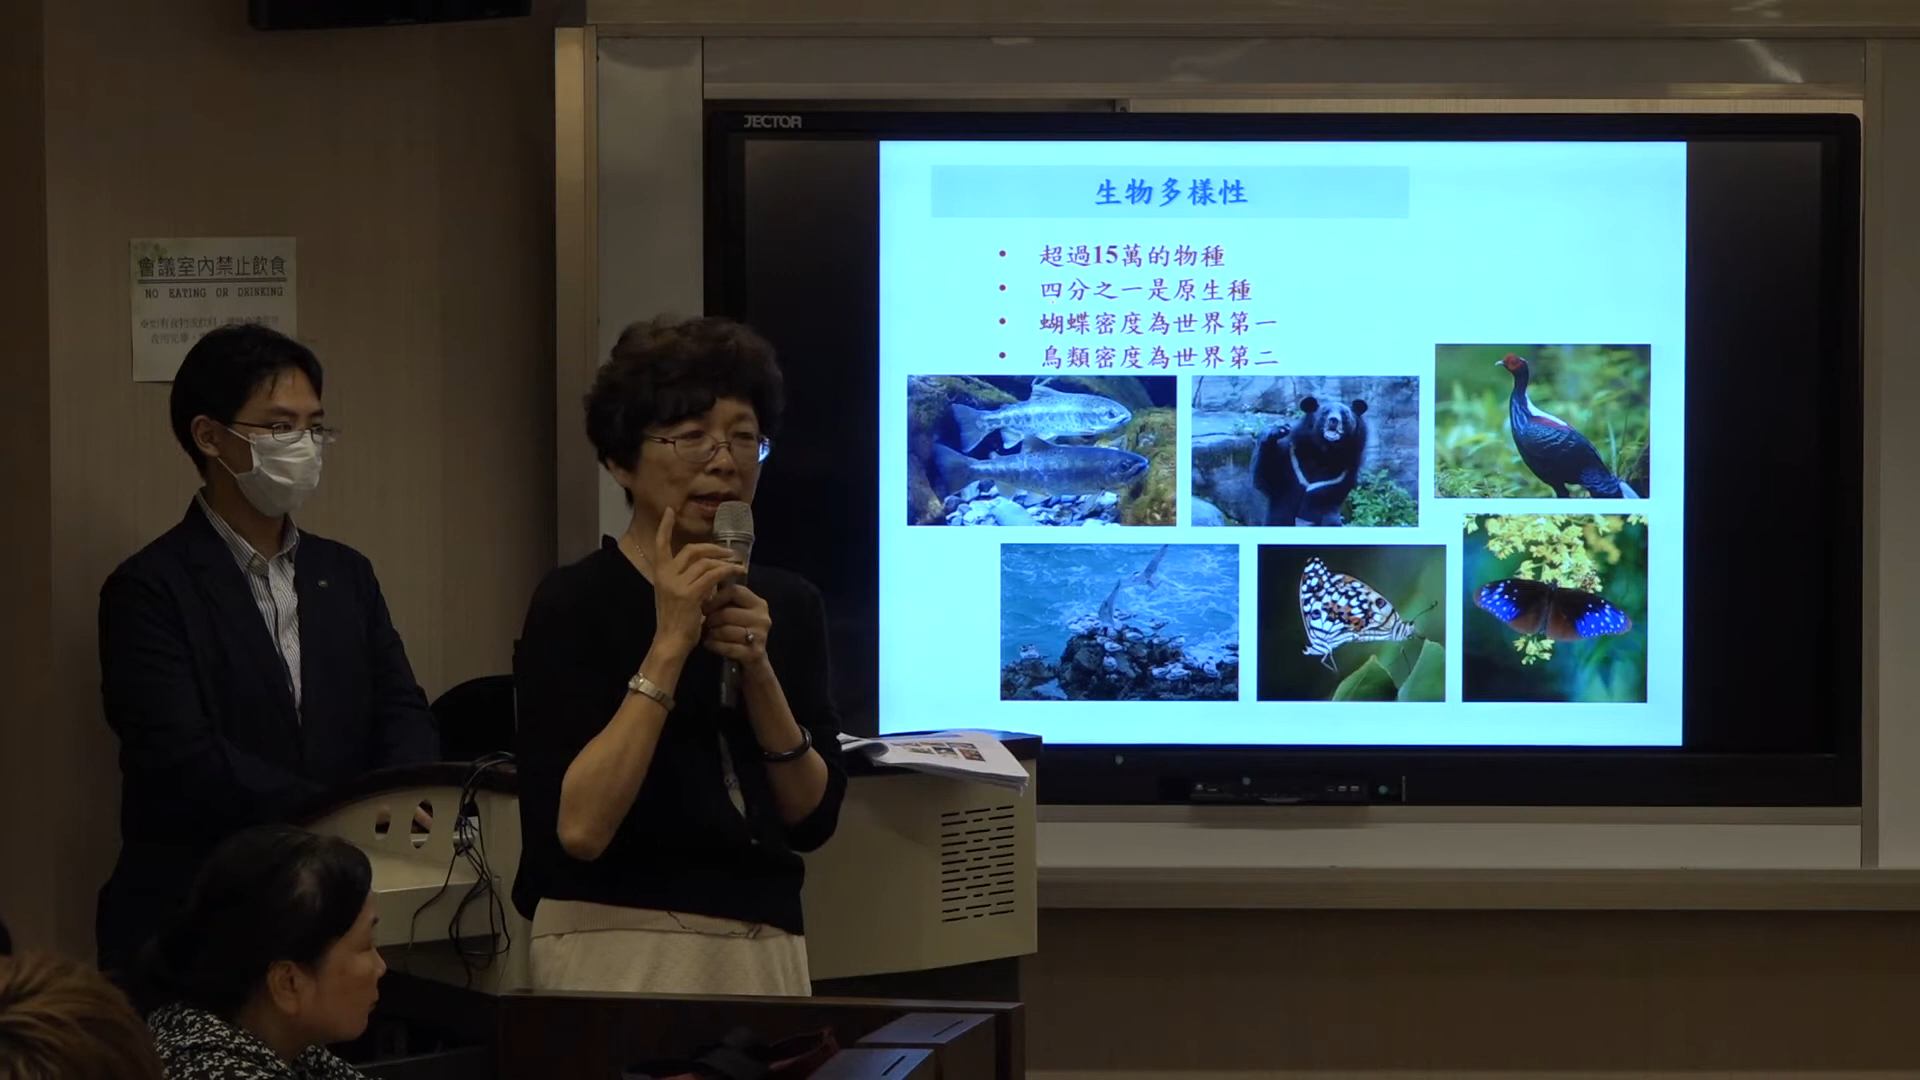 JECTOR
生物多樣性
• 超過15萬的物種
• 四分之一是原生種
• 蝴蝶密度為世界第一
• 鳥類密度為世界第二
會議室內禁止飲食
NO EATING OR DRINKING